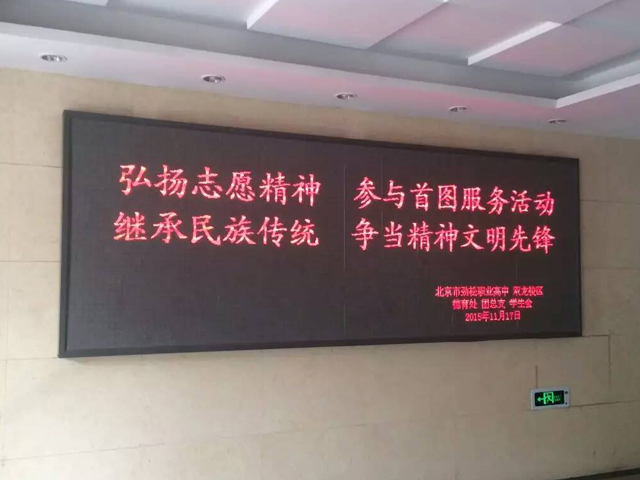 弘扬志愿精神 参与首图服务活动
继承民族传统 争当精神文明先锋
北京市劲松职业高中 双龙校区
德育处 团总支 学生会
2015年11月17日